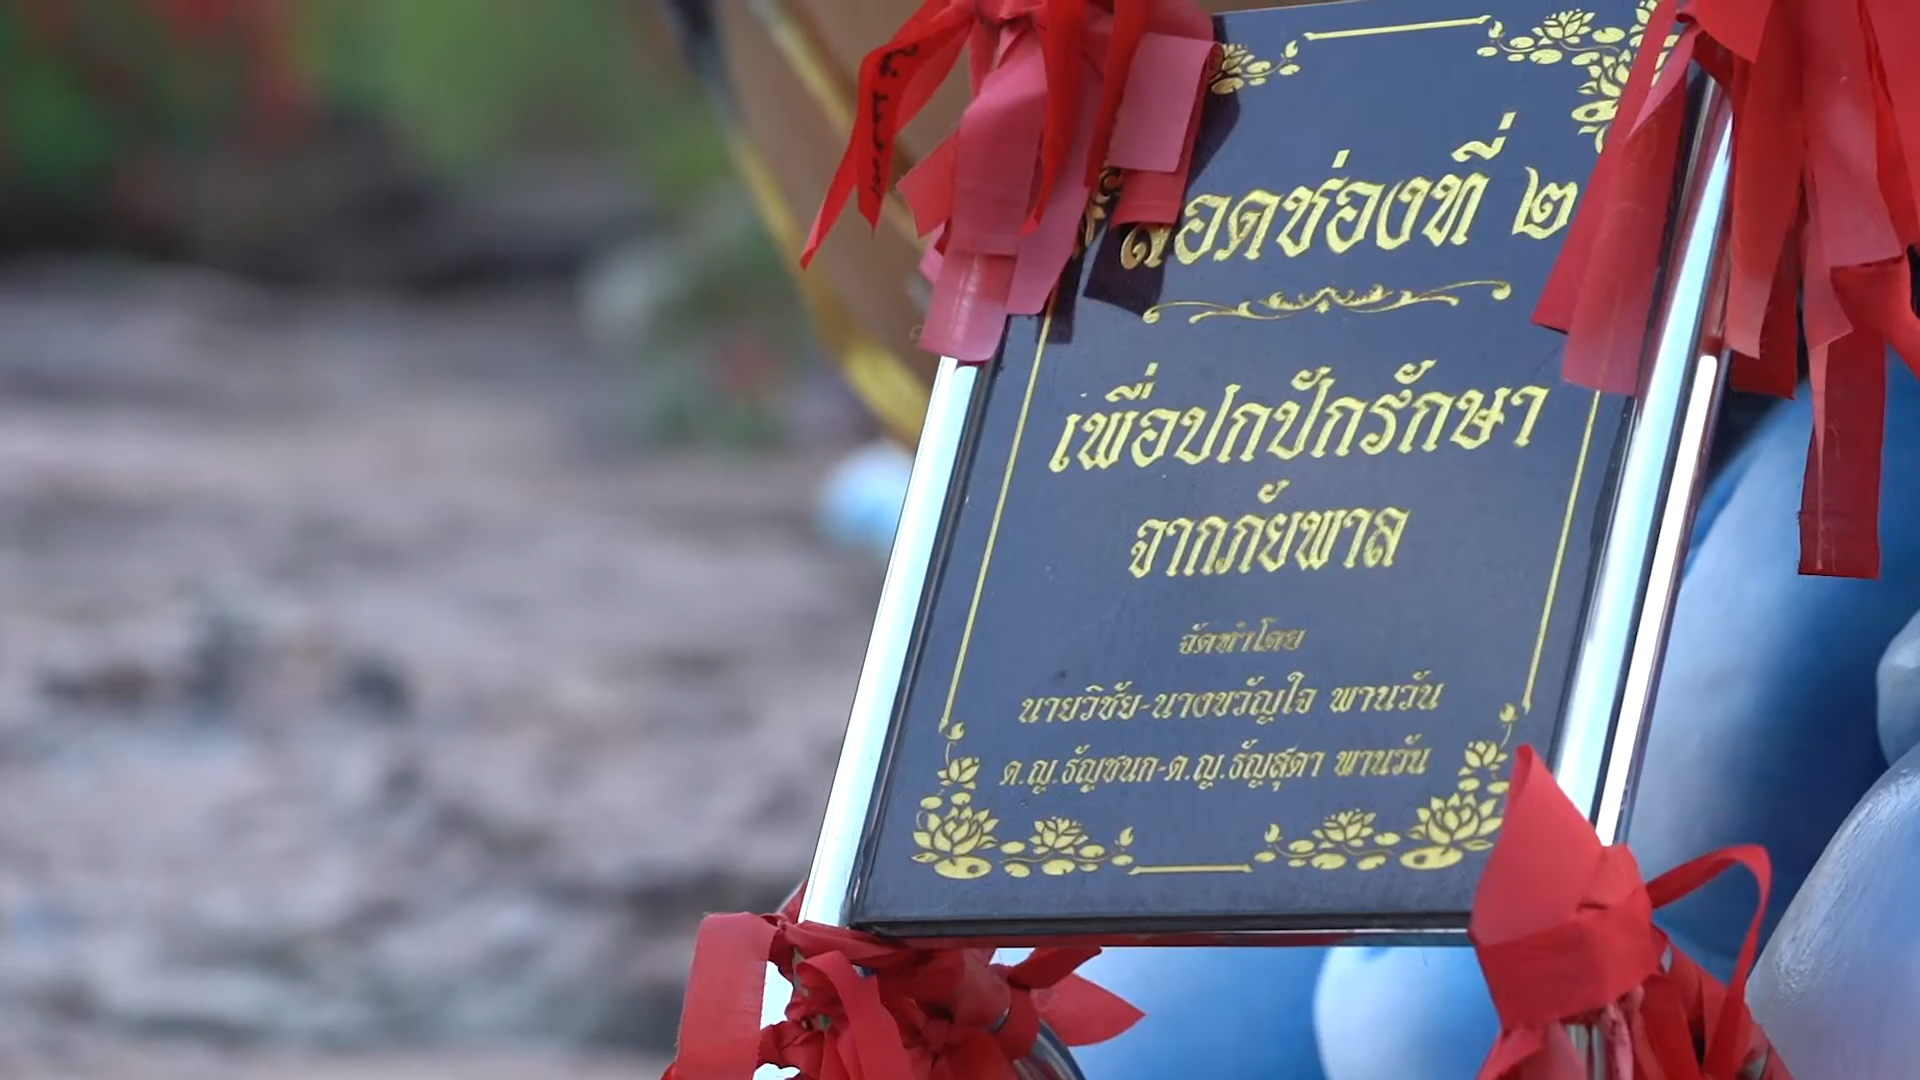 ลอดช่องที่ ๒
เพื่อปกปักรักษา
จากภัยพาล
จัดทำโดย
นายวิชัย-นางขวัญใจ พานวัน
ด.ญ.ธัญชนก-ด.ญ.ธัญสุดา พานวัน